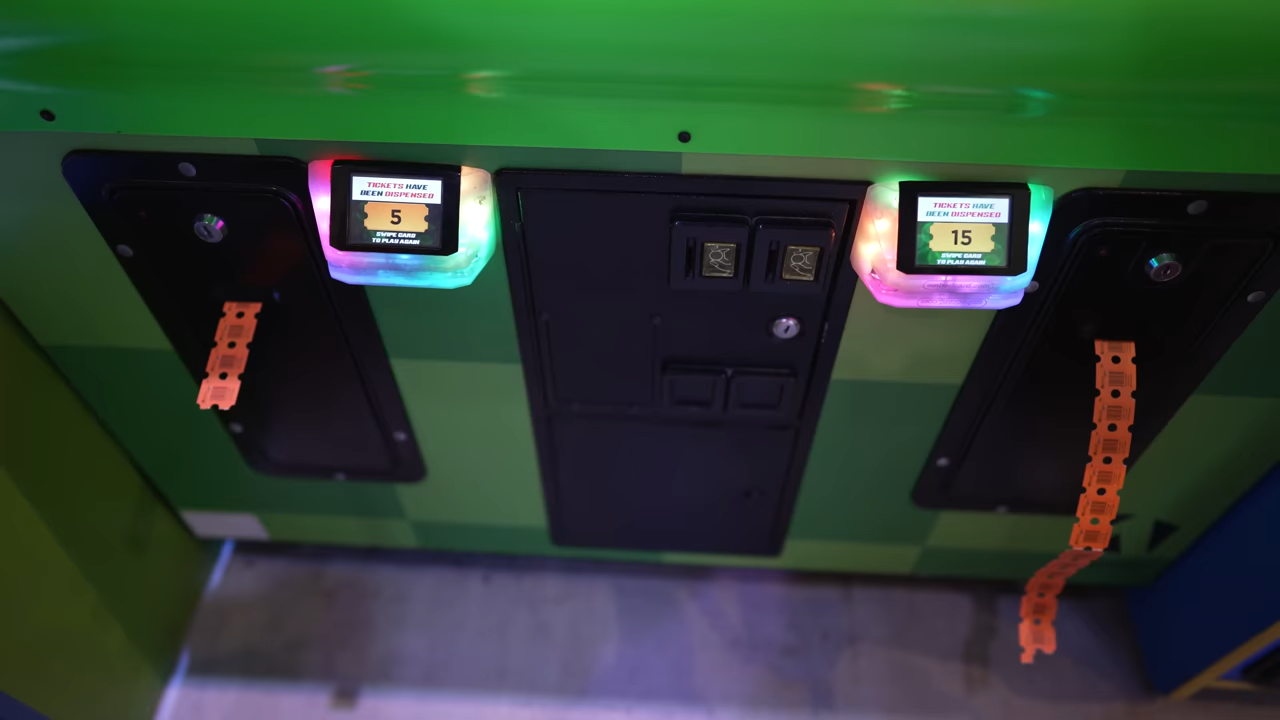 TICKETS HAVE
BEEN DISPENSED
5
SWIPE CARD
TO PLAY AGAIN
TICKETS HAVE
BEEN DISPENSED
15
SWIPE CARD
TO PLAY AGAIN